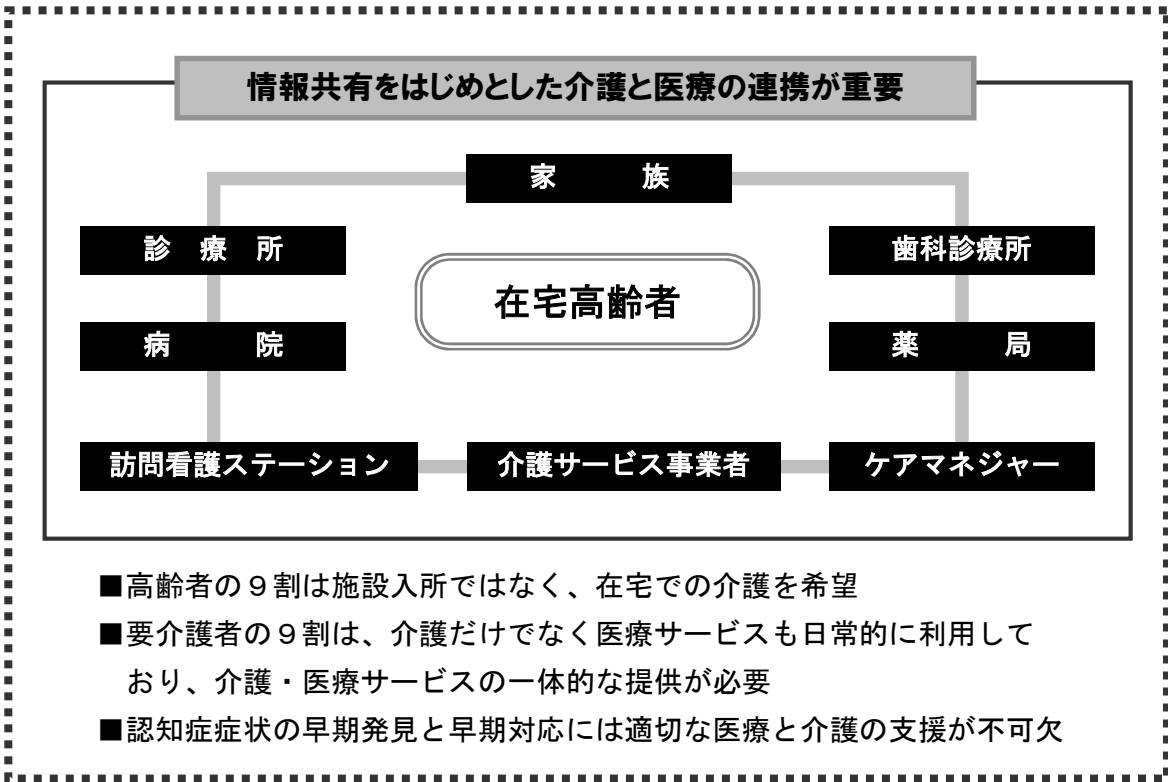 情報共有をはじめとした介護と医療の連携が重要
家　　族
診　療　所
歯科診療所
在宅高齢者
病　　院
薬　　局
訪問看護ステーション
介護サービス事業者
ケアマネジャー
■高齢者の９割は施設入所ではなく、在宅での介護を希望
■要介護者の９割は、介護だけでなく医療サービスも日常的に利用して
おり、介護・医療サービスの一体的な提供が必要
■認知症症状の早期発見と早期対応には適切な医療と介護の支援が不可欠